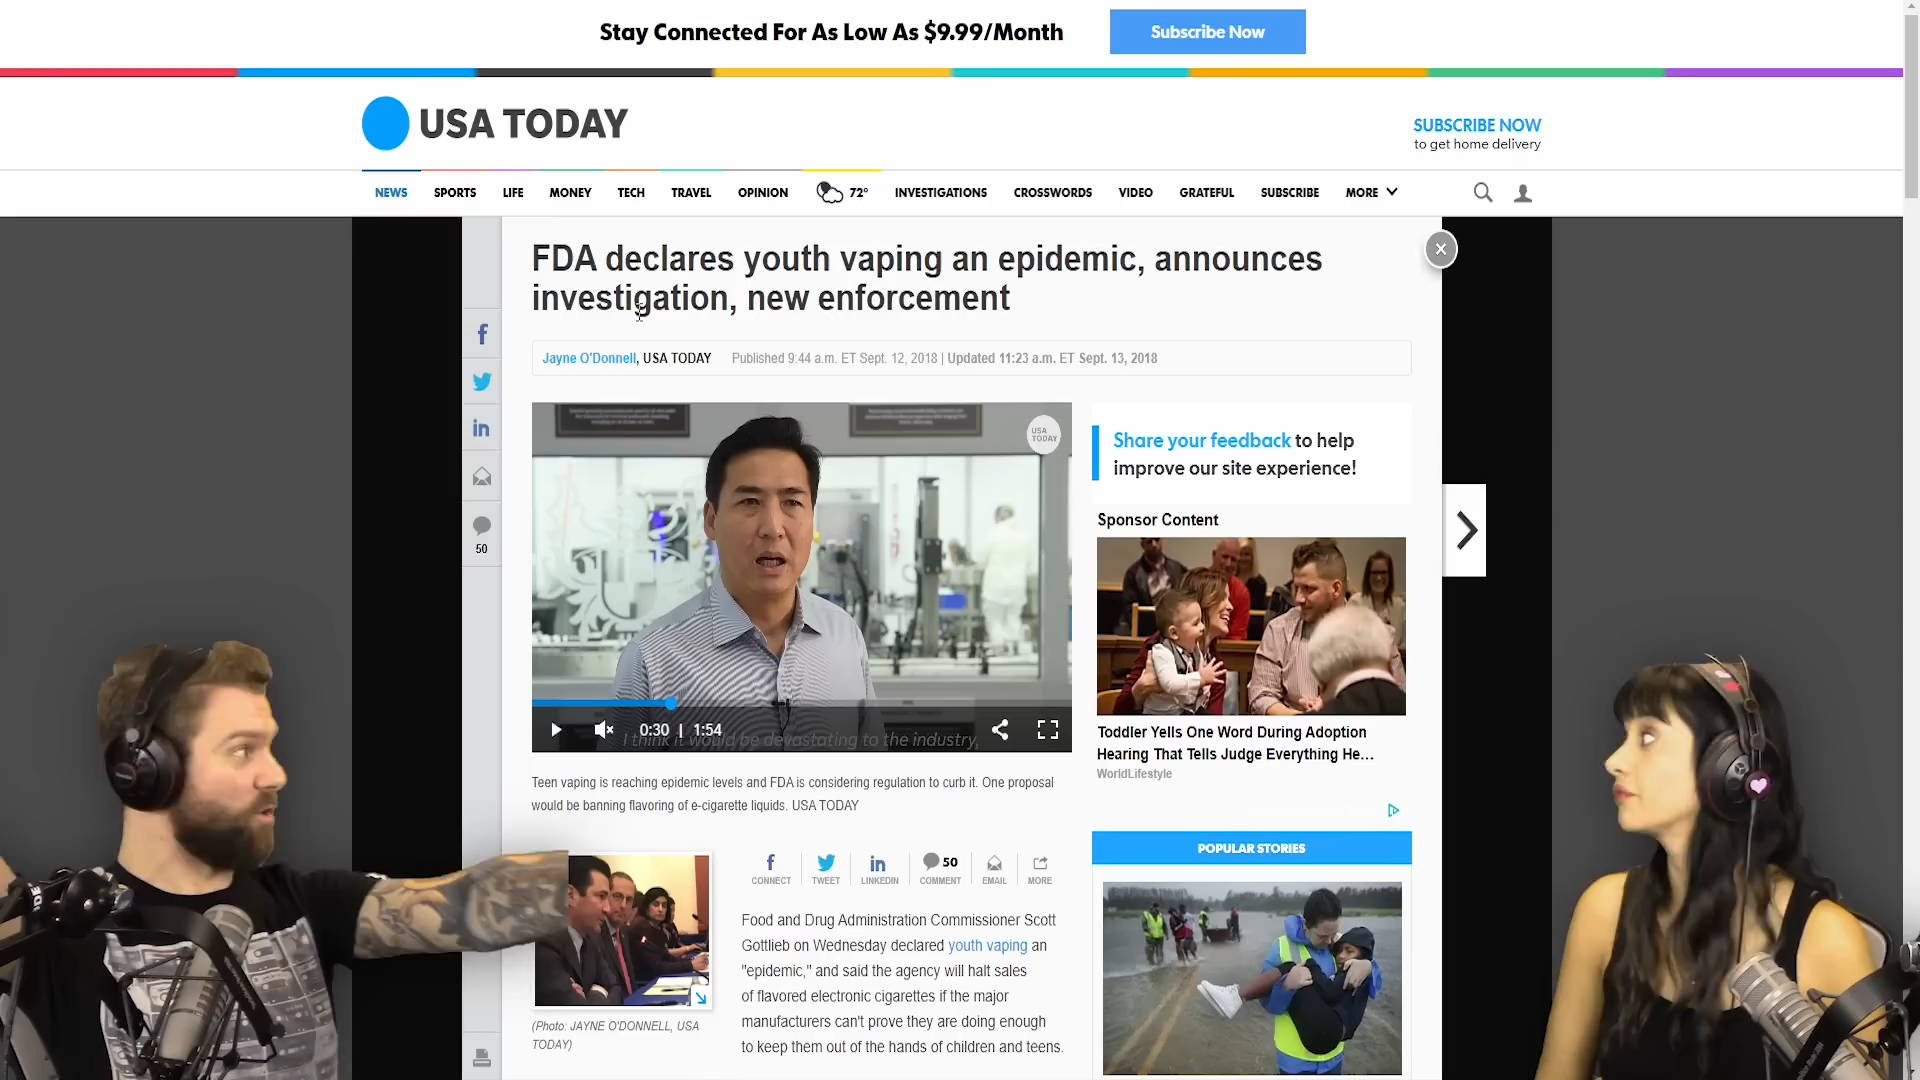 Stay Connected For As Low As $9.99/Month
Subscribe Now
USA TODAY
SUBSCRIBE NOW
to get home delivery
NEWS SPORTS LIFE MONEY TECH TRAVEL OPINION 72° INVESTIGATIONS CROSSWORDS VIDEO GRATEFUL SUBSCRIBE MORE
FDA declares youth vaping an epidemic, announces
investigation, new enforcement
Jayne O'Donnell, USA TODAY Published 9:44 a.m. ET Sept. 12, 2018 | Updated 11:23 a.m. ET Sept. 13, 2018
50
USA
TODAY
0:30 | 1:54
I think it would be devastating to the industry,
Teen vaping is reaching epidemic levels and FDA is considering regulation to curb it. One proposal
would be banning flavoring of e-cigarette liquids. USA TODAY
Share your feedback to help
improve our site experience!
Sponsor Content
Toddler Yells One Word During Adoption
Hearing That Tells Judge Everything He...
WorldLifestyle
POPULAR STORIES
50
CONNECT TWEET LINKEDIN COMMENT EMAIL MORE
(Photo: JAYNE O'DONNELL, USA
TODAY)
Food and Drug Administration Commissioner Scott
Gottlieb on Wednesday declared youth vaping an
"epidemic," and said the agency will halt sales
of flavored electronic cigarettes if the major
manufacturers can't prove they are doing enough
to keep them out of the hands of children and teens.